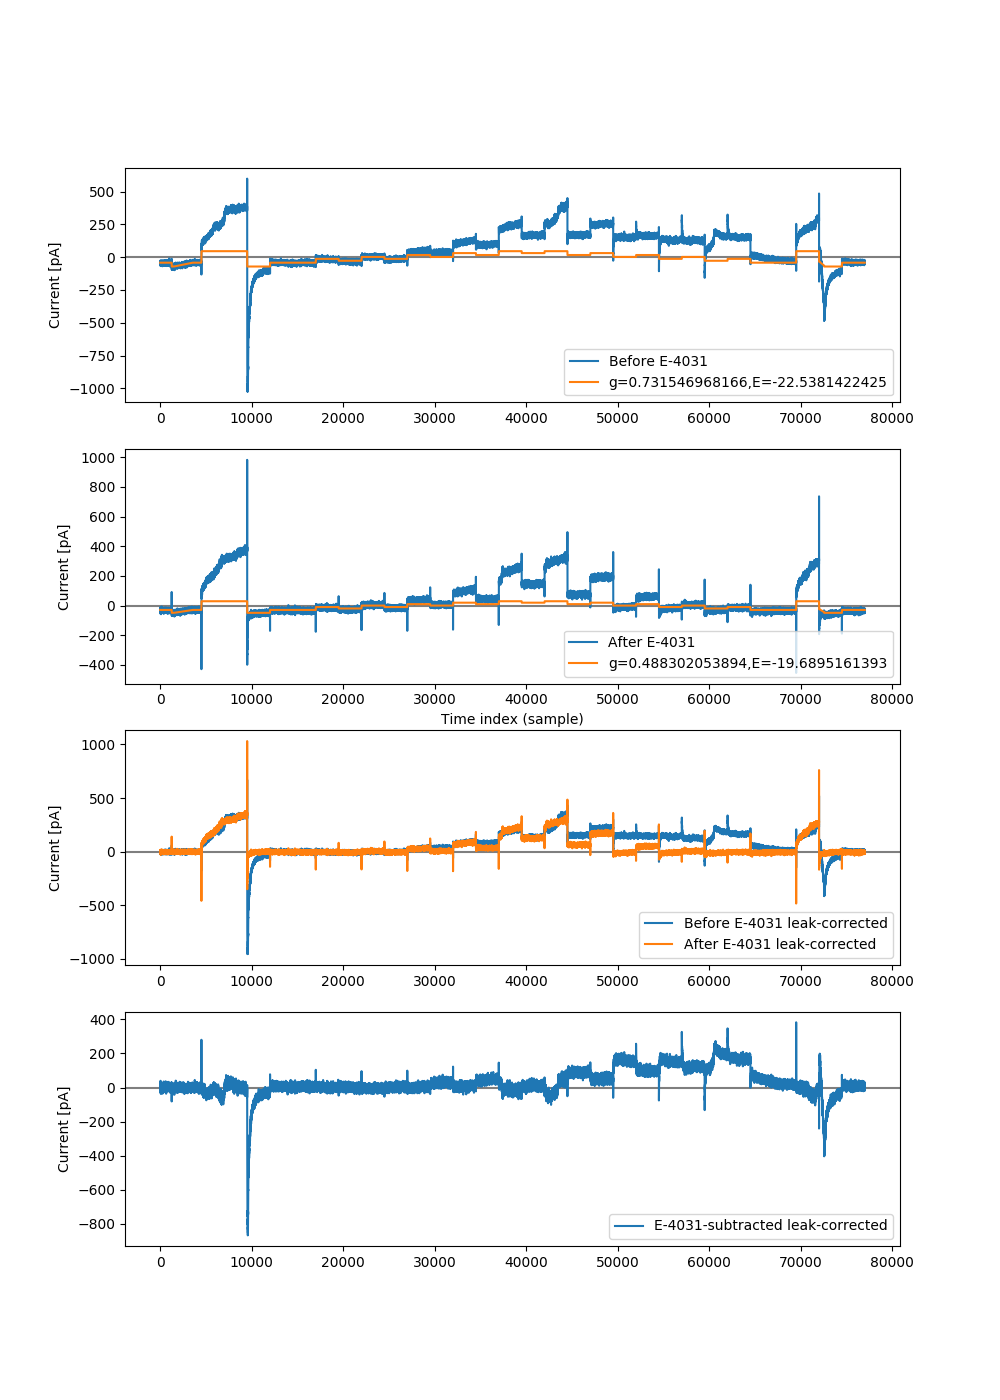 500
250
0
−250
−500
−750
−1000
Current [pA]
Before E-4031
g=0.731546968166,E=-22.5381422425
0 10000 20000 30000 40000 50000 60000 70000 80000
1000
800
600
400
200
0
−200
−400
Current [pA]
After E-4031
g=0.488302053894,E=-19.6895161393
0 10000 20000 30000 40000 50000 60000 70000 80000
Time index (sample)
1000
500
0
−500
−1000
Current [pA]
Before E-4031 leak-corrected
After E-4031 leak-corrected
0 10000 20000 30000 40000 50000 60000 70000 80000
400
200
0
−200
−400
−600
−800
Current [pA]
E-4031-subtracted leak-corrected
0 10000 20000 30000 40000 50000 60000 70000 80000